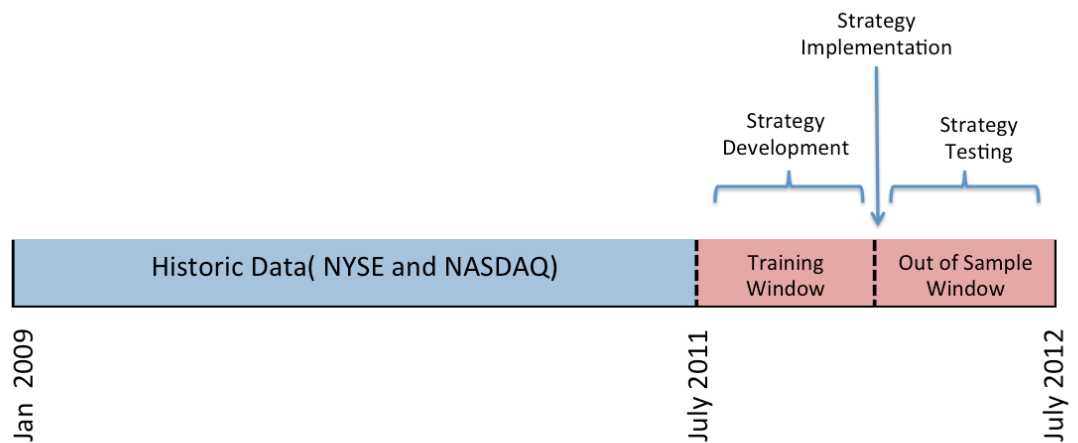 Strategy
Implementation
Strategy
Development
Strategy
Testing
Historic Data( NYSE and NASDAQ)
Training
Window
Out of Sample
Window
Jan 2009
July 2011
July 2012